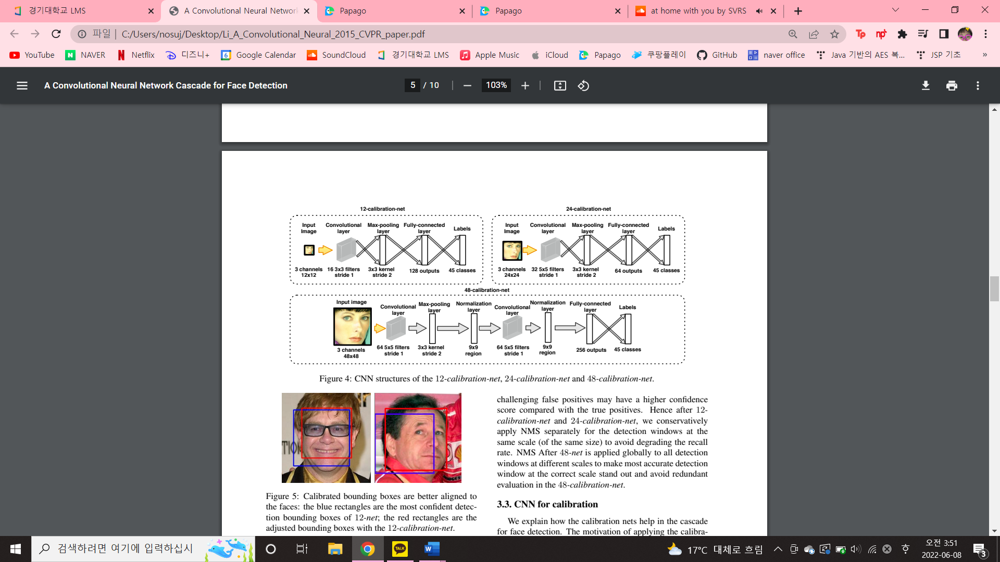 경기대학교 LMS
A Convolutional Neural Network
Papago
Papago
at home with you by SVRS
파일 | C:/Users/nosuj/Desktop/Li_A_Convolutional_Neural_2015_CVPR_paper.pdf
YouTube NAVER Netflix 디즈니+ Google Calendar SoundCloud 경기대학교 LMS Apple Music iCloud Papago 쿠팡플레이 GitHub naver office Java 기반의 AES 복... JSP 기초 »
A Convolutional Neural Network Cascade for Face Detection
5 / 10
103%
12-calibration-net
Input Image
Convolutional layer
Max-pooling layer
Fully-connected layer
Labels
3 channels 12x12
16 3x3 filters stride 1
3x3 kernel stride 2
128 outputs
45 classes
24-calibration-net
Input Image
Convolutional layer
Max-pooling layer
Fully-connected layer
Labels
3 channels 24x24
32 5x5 filters stride 1
3x3 kernel stride 2
64 outputs
45 classes
48-calibration-net
Input image
Convolutional layer
Max-pooling layer
Normalization layer
Convolutional layer
Normalization layer
Fully-connected layer
Labels
3 channels 48x48
64 5x5 filters stride 1
3x3 kernel stride 2
9x9 region
64 5x5 filters stride 1
9x9 region
256 outputs
45 classes
Figure 4: CNN structures of the 12-calibration-net, 24-calibration-net and 48-calibration-net.
Figure 5: Calibrated bounding boxes are better aligned to
the faces: the blue rectangles are the most confident detec-
tion bounding boxes of 12-net; the red rectangles are the
adjusted bounding boxes with the 12-calibration-net.
challenging false positives may have a higher confidence
score compared with the true positives. Hence after 12-
calibration-net and 24-calibration-net, we conservatively
apply NMS separately for the detection windows at the
same scale (of the same size) to avoid degrading the recall
rate. NMS After 48-net is applied globally to all detection
windows at different scales to make most accurate detection
window at the correct scale stand out and avoid redundant
evaluation in the 48-calibration-net.
3.3. CNN for calibration
We explain how the calibration nets help in the cascade
for face detection. The motivation of applying the calibra-
검색하려면 여기에 입력하십시
TALK
17°C 대체로 흐림
오전 3:51
2022-06-08
3